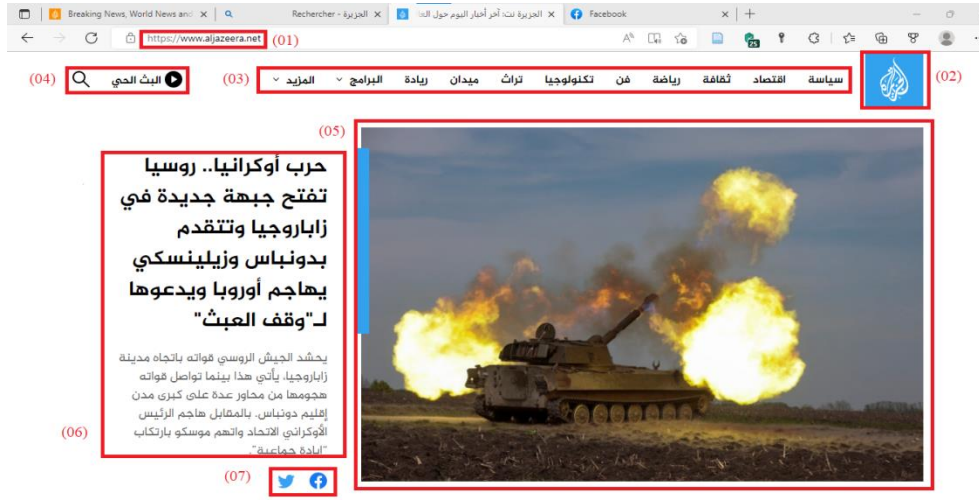 Breaking News, World News and
الجزيرة - Rechercher
الجزيرة نت: آخر أخبار اليوم حول العا
Facebook
https://www.aljazeera.net
(01)
25
(04)
البث الحي
(03)
سياسة اقتصاد ثقافة رياضة فن تكنولوجيا تراث ميدان ريادة البرامج المزيد
(02)
الجزيرة
(05)
حرب أوكرانيا.. روسيا
تفتح جبهة جديدة في
زاباروجيا وتتقدم
بدونباس وزيلينسكي
يهاجم أوروبا ويدعوها
لـ"وقف العبث"
يحشد الجيش الروسي قواته باتجاه مدينة
زاباروجيا، يأتي هذا بينما تواصل قواته
هجومها من محاور عدة على كبرى مدن
إقليم دونباس. بالمقابل هاجم الرئيس
الأوكراني الاتحاد واتهم موسكو بارتكاب
"إبادة جماعية".
(06)
(07)